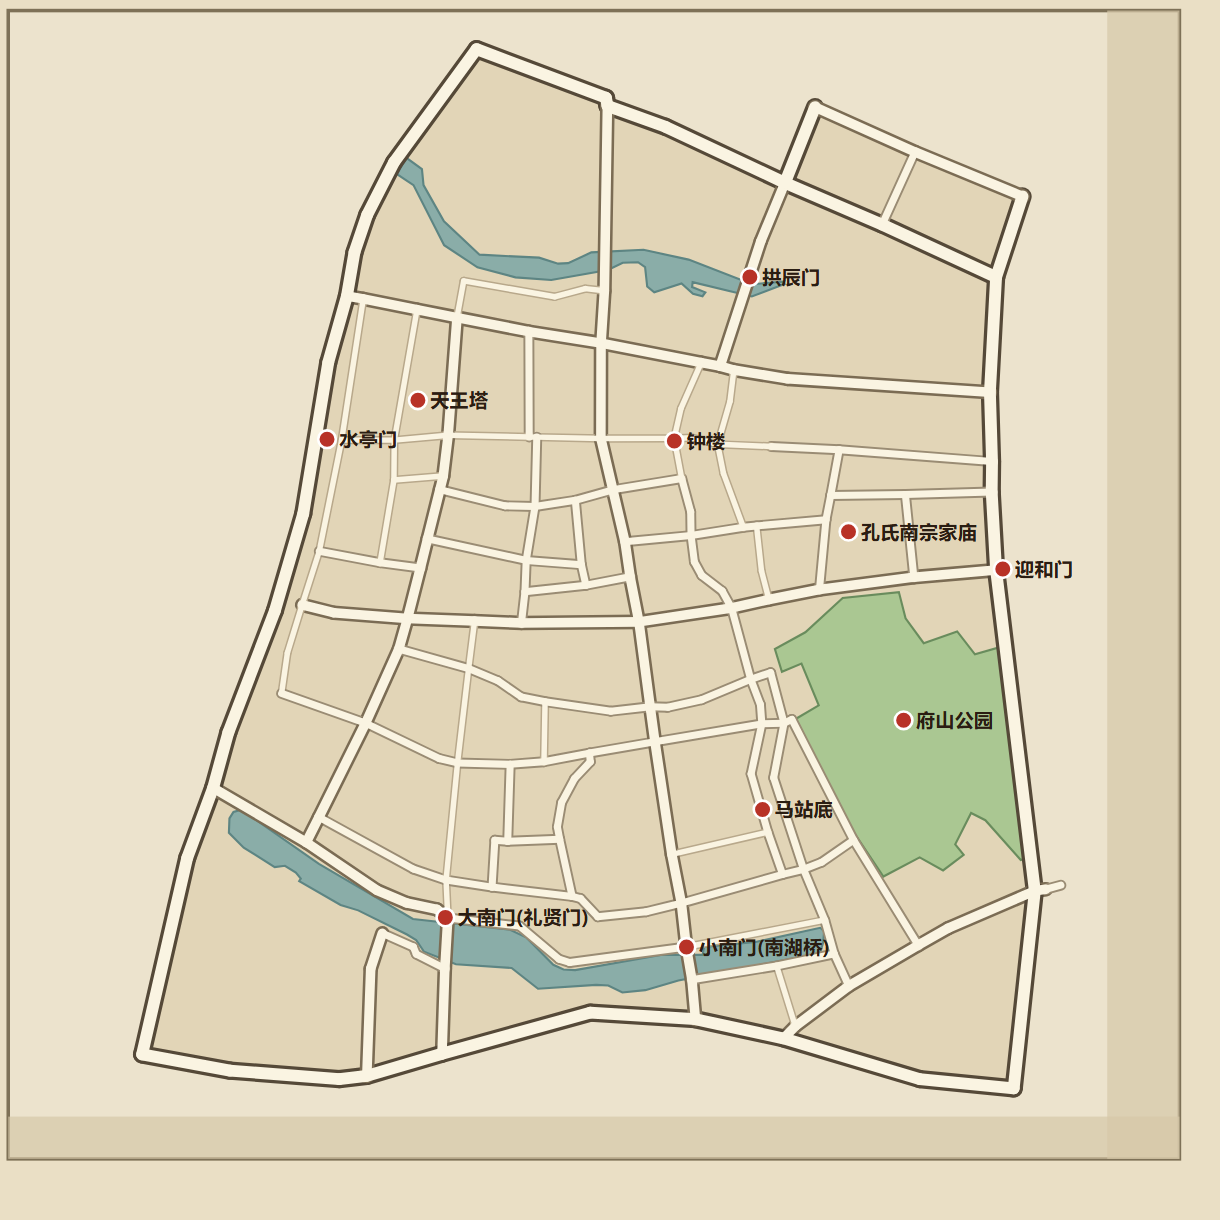 拱辰门
天王塔
水亭门
钟楼
孔氏南宗家庙
迎和门
府山公园
马站底
大南门(礼贤门)
小南门(南湖桥)